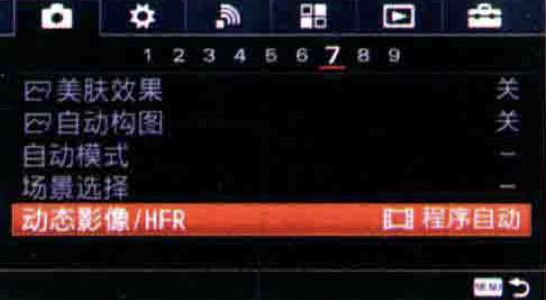 1 2 3 4 5 6 7 8 9
美肤效果 关
自动构图 关
自动模式 —
场景选择 —
动态影像/HFR 程序自动
MENU